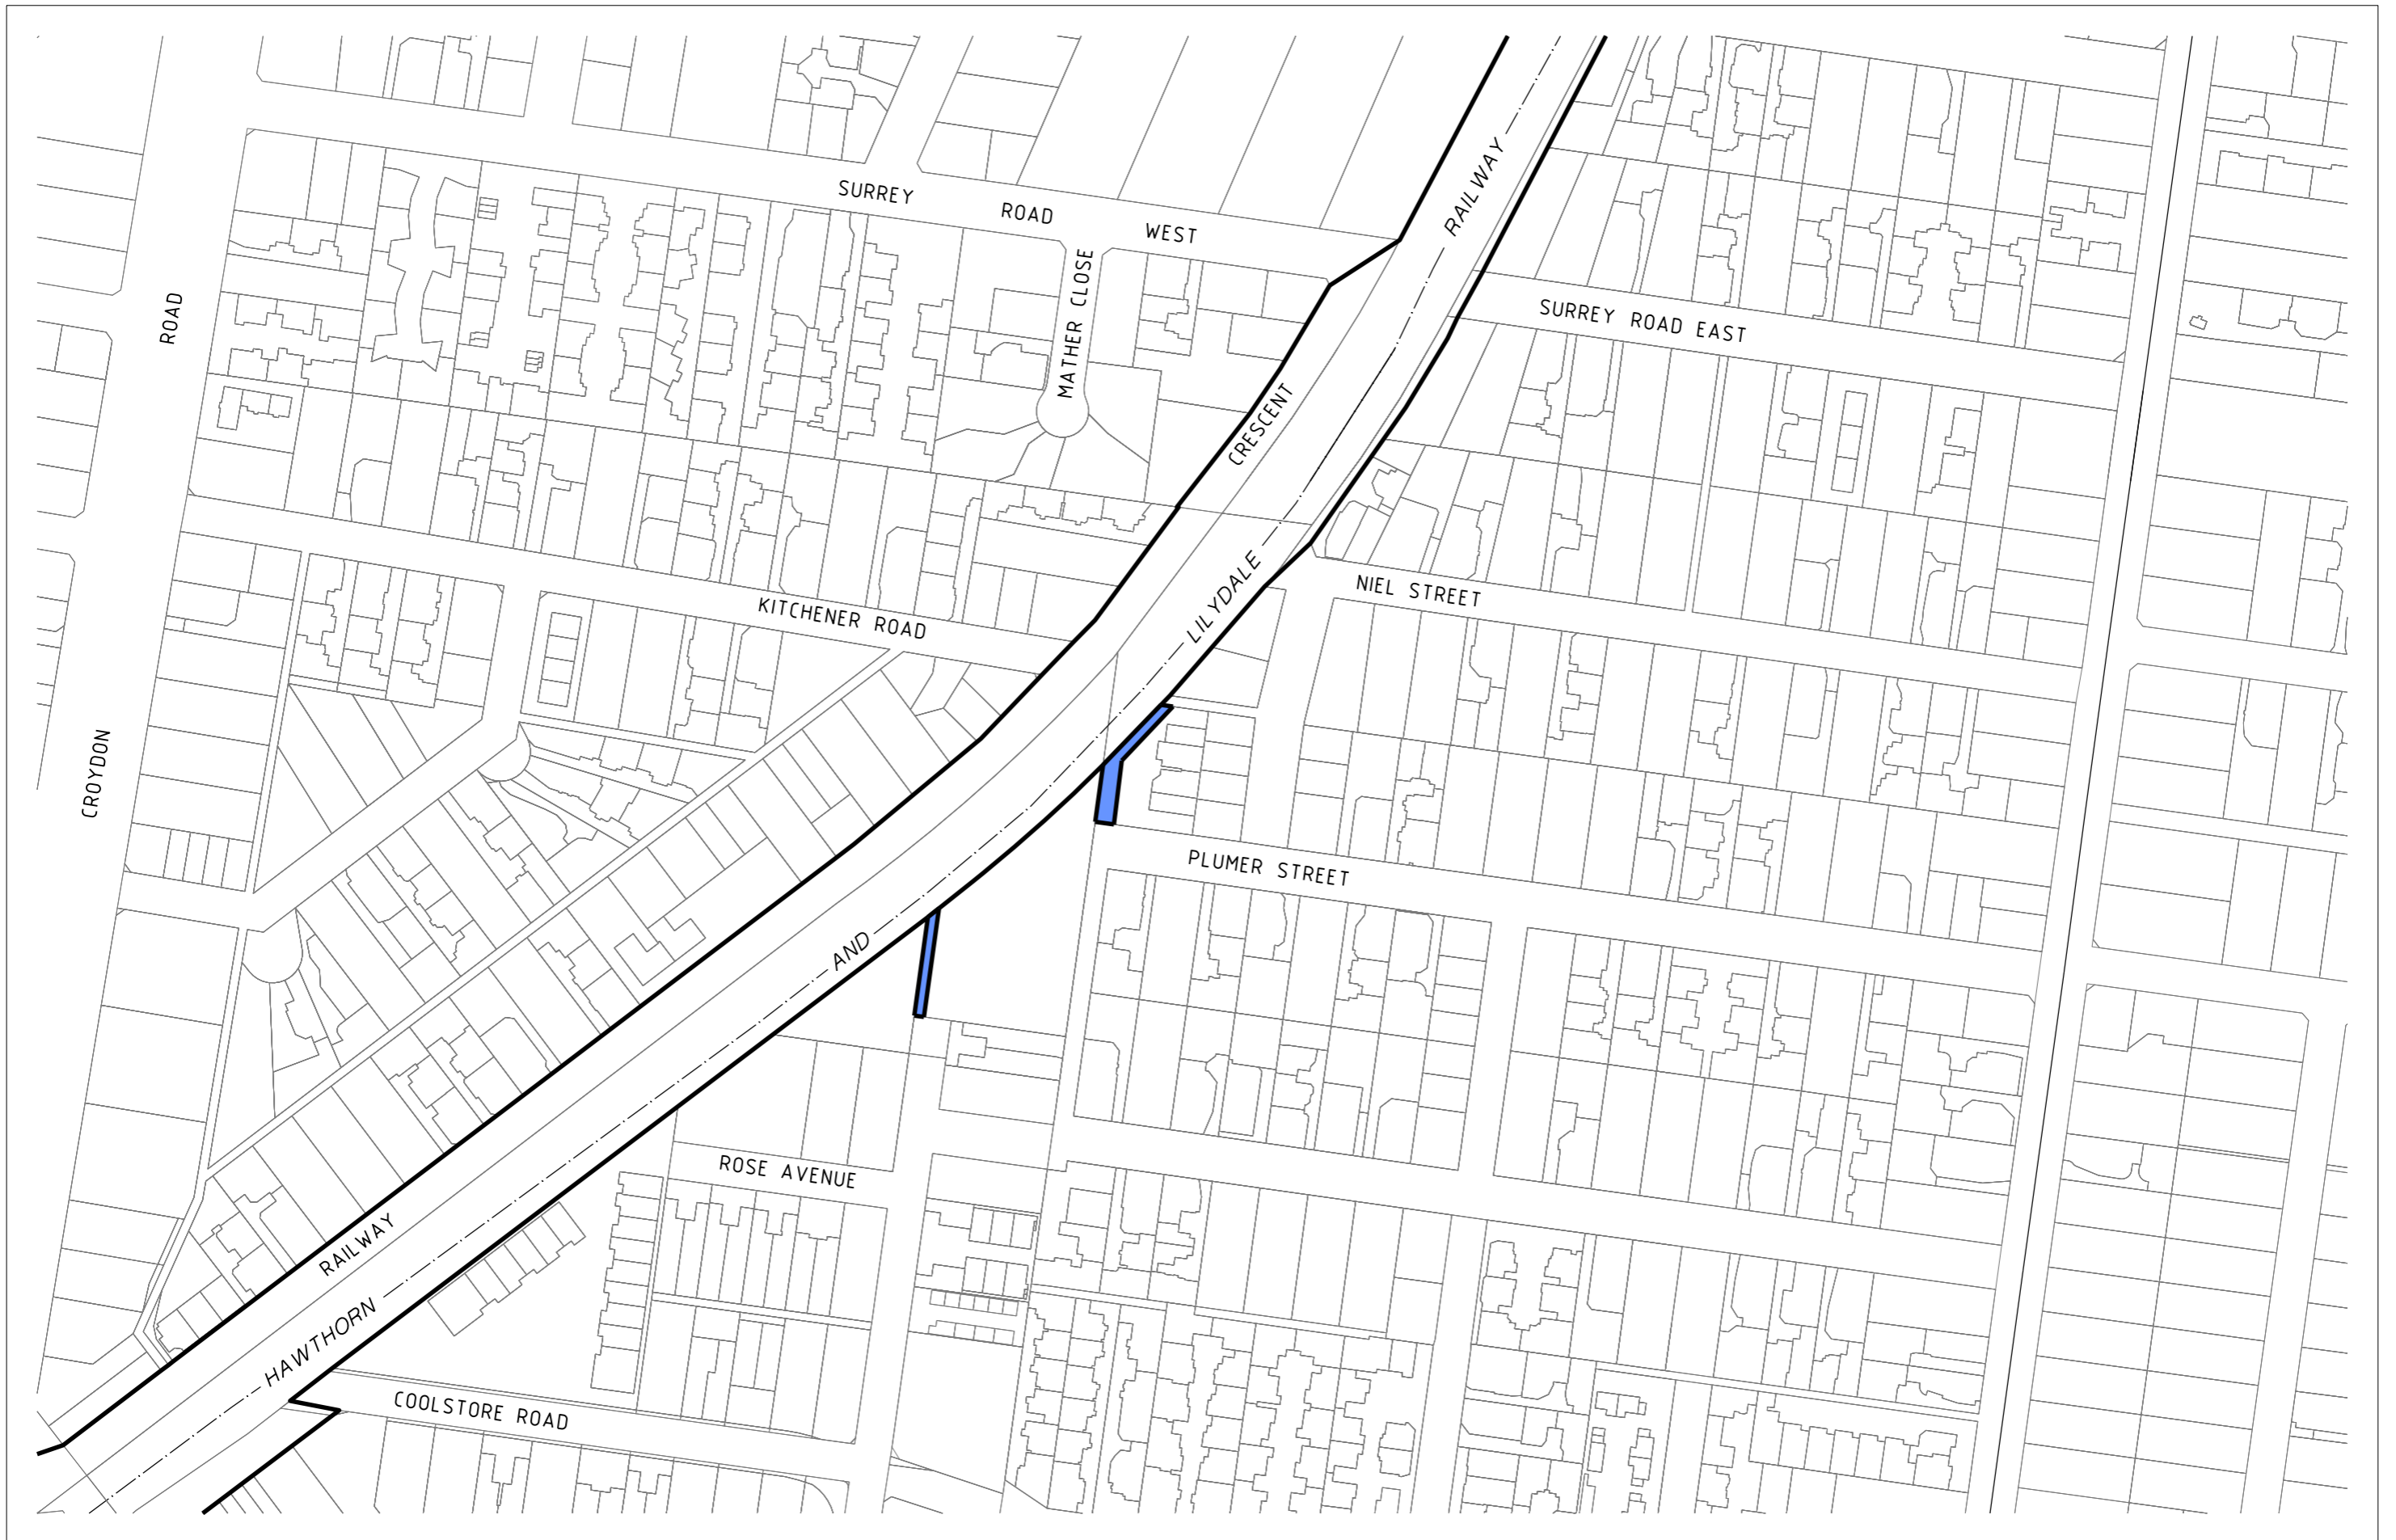 RAILWAY
SURREY ROAD WEST
MATHER CLOSE
ROAD
SURREY ROAD EAST
CRESCENT
LILYDALE
NIEL STREET
KITCHENER ROAD
CROYDON
PLUMER STREET
AND
ROSE AVENUE
RAILWAY
HAWTHORN
COOLSTORE ROAD